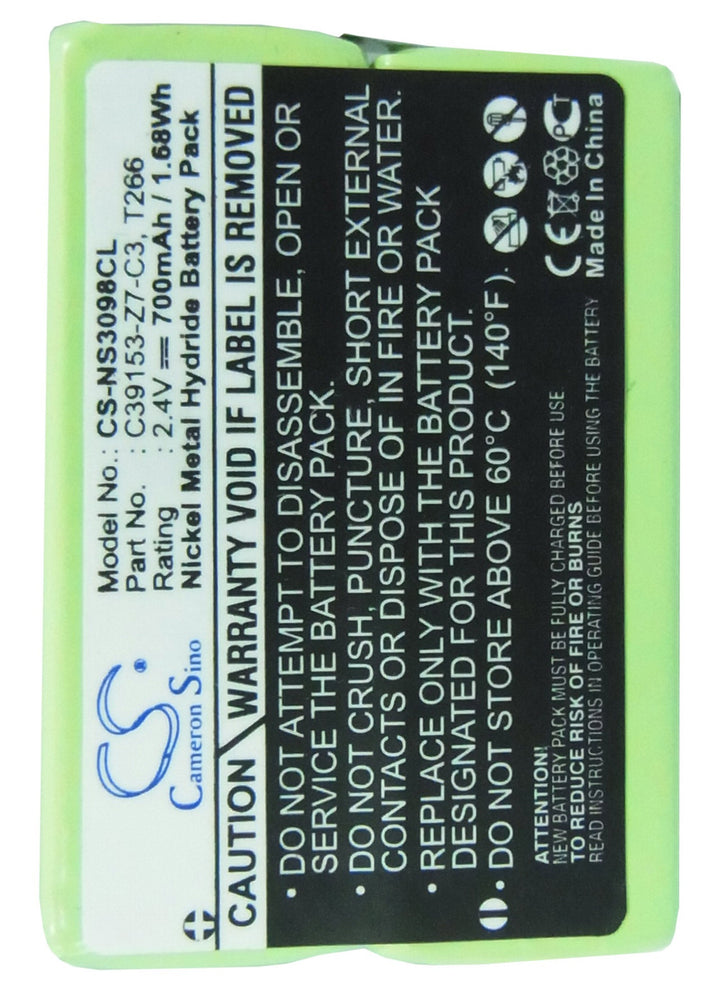 CS.
Cameron Sino
Model No.: CS-NS3098CL
Part No. : C39153-Z7-C3, T266
Rating : 2.4V 700mAh / 1.68Wh
Nickel Metal Hydride Battery Pack
CAUTION WARRANTY VOID IF LABEL IS REMOVED
• DO NOT ATTEMPT TO DISASSEMBLE, OPEN OR
SERVICE THE BATTERY PACK.
• DO NOT CRUSH, PUNCTURE, SHORT EXTERNAL
CONTACTS OR DISPOSE OF IN FIRE OR WATER.
• REPLACE ONLY WITH THE BATTERY PACK
DESIGNATED FOR THIS PRODUCT.
• DO NOT STORE ABOVE 60°C (140°F).
ATTENTION!
NEW BATTERY PACK MUST BE FULLY CHARGED BEFORE USE
TO REDUCE RISK OF FIRE OR BURNS
READ INSTRUCTIONS IN YOUR OPERATING GUIDE BEFORE USING THE BATTERY
CE PCT
Made In China